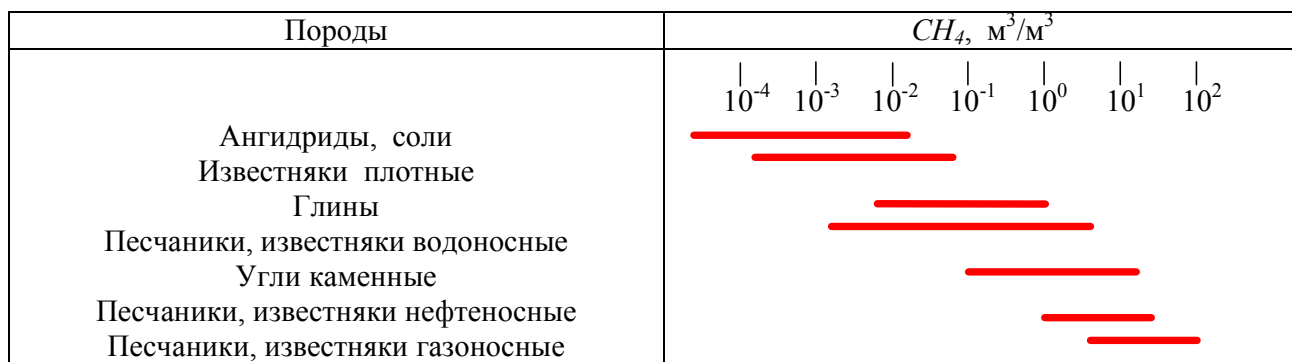 Породы CH₄, м³/м³
10⁻⁴ 10⁻³ 10⁻² 10⁻¹ 10⁰ 10¹ 10²
Ангидриды, соли
Известняки плотные
Глины
Песчаники, известняки водоносные
Угли каменные
Песчаники, известняки нефтеносные
Песчаники, известняки газоносные